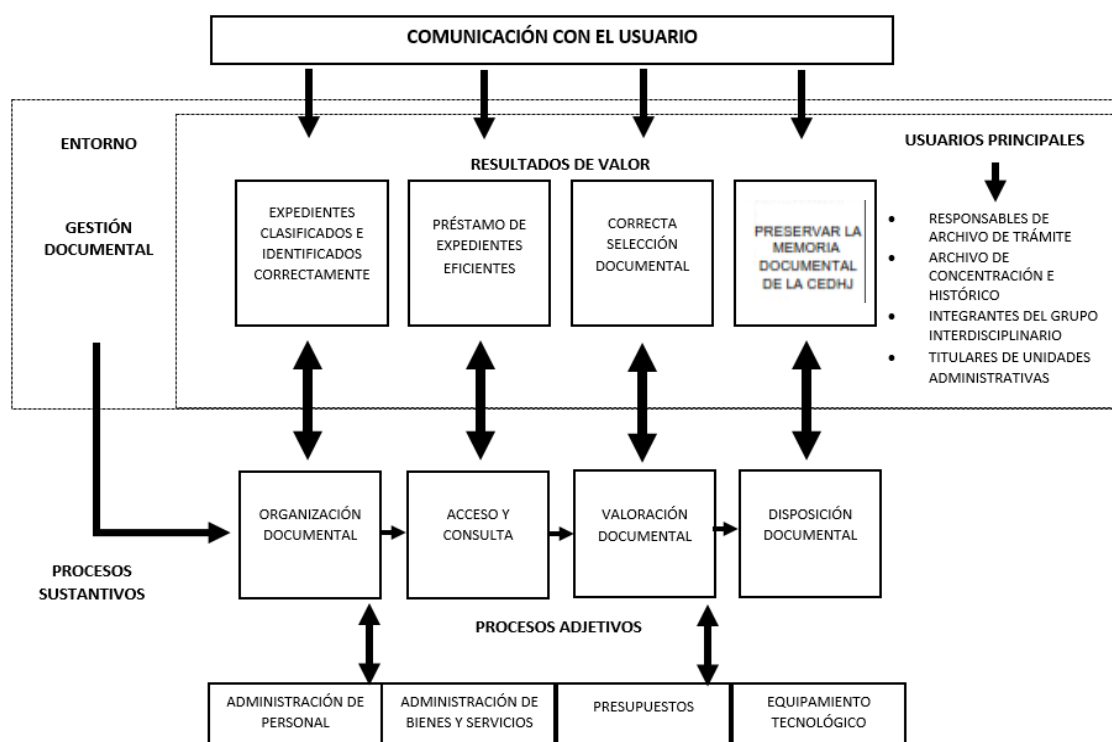 COMUNICACIÓN CON EL USUARIO
ENTORNO
GESTIÓN
DOCUMENTAL
RESULTADOS DE VALOR
USUARIOS PRINCIPALES
EXPEDIENTES
CLASIFICADOS E
IDENTIFICADOS
CORRECTAMENTE
PRÉSTAMO DE
EXPEDIENTES
EFICIENTES
CORRECTA
SELECCIÓN
DOCUMENTAL
PRESERVAR LA
MEMORIA
DOCUMENTAL
DE LA CEDHJ
• RESPONSABLES DE
ARCHIVO DE TRÁMITE
• ARCHIVO DE
CONCENTRACIÓN E
HISTÓRICO
• INTEGRANTES DEL GRUPO
INTERDISCIPLINARIO
• TITULARES DE UNIDADES
ADMINISTRATIVAS
PROCESOS
SUSTANTIVOS
ORGANIZACIÓN
DOCUMENTAL
ACCESO Y
CONSULTA
VALORACIÓN
DOCUMENTAL
DISPOSICIÓN
DOCUMENTAL
PROCESOS ADJETIVOS
ADMINISTRACIÓN DE
PERSONAL
ADMINISTRACIÓN DE
BIENES Y SERVICIOS
PRESUPUESTOS
EQUIPAMIENTO
TECNOLÓGICO